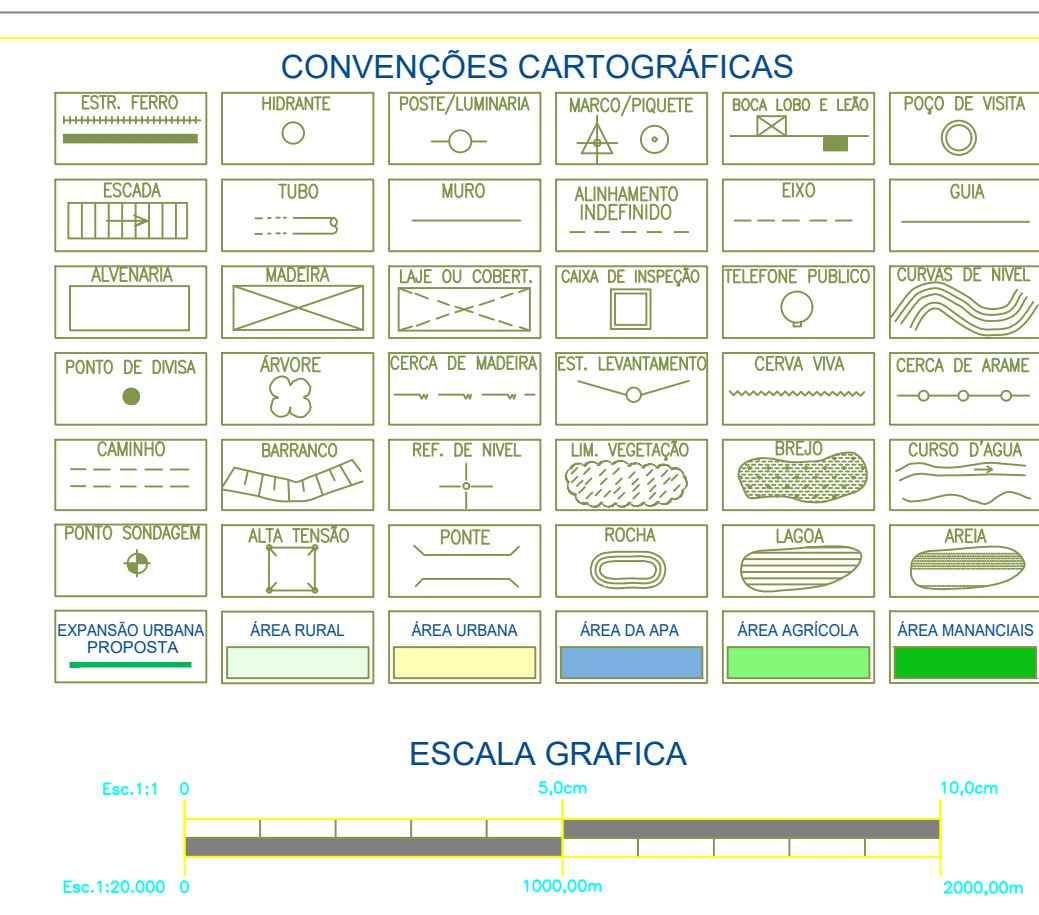 CONVENÇÕES CARTOGRÁFICAS
ESTR. FERRO
HIDRANTE
POSTE/LUMINARIA
MARCO/PIQUETE
BOCA LOBO E LEÃO
POÇO DE VISITA
ESCADA
TUBO
MURO
ALINHAMENTO
INDEFINIDO
EIXO
GUIA
ALVENARIA
MADEIRA
LAJE OU COBERT.
CAIXA DE INSPEÇÃO
TELEFONE PUBLICO
CURVAS DE NIVEL
PONTO DE DIVISA
ÁRVORE
CERCA DE MADEIRA
EST. LEVANTAMENTO
CERVA VIVA
CERCA DE ARAME
CAMINHO
BARRANCO
REF. DE NIVEL
LIM. VEGETAÇÃO
BREJO
CURSO D'AGUA
PONTO SONDAGEM
ALTA TENSÃO
PONTE
ROCHA
LAGOA
AREIA
EXPANSÃO URBANA
PROPOSTA
ÁREA RURAL
ÁREA URBANA
ÁREA DA APA
ÁREA AGRÍCOLA
ÁREA MANANCIAIS
ESCALA GRAFICA
Esc.1:1 0 5,0cm 10,0cm
Esc.1:20.000 0 1000,00m 2000,00m